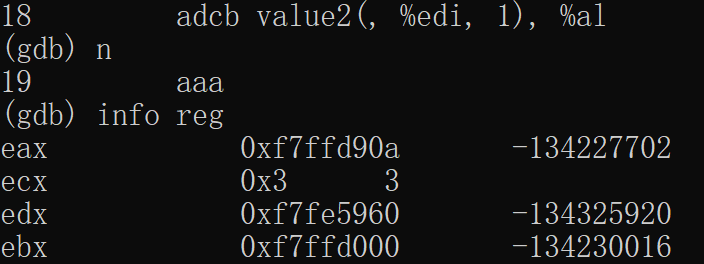 18 adcb value2(, %edi, 1), %al
(gdb) n
19 aaa
(gdb) info reg
eax 0xf7ffd90a -134227702
ecx 0x3 3
edx 0xf7fe5960 -134325920
ebx 0xf7ffd000 -134230016